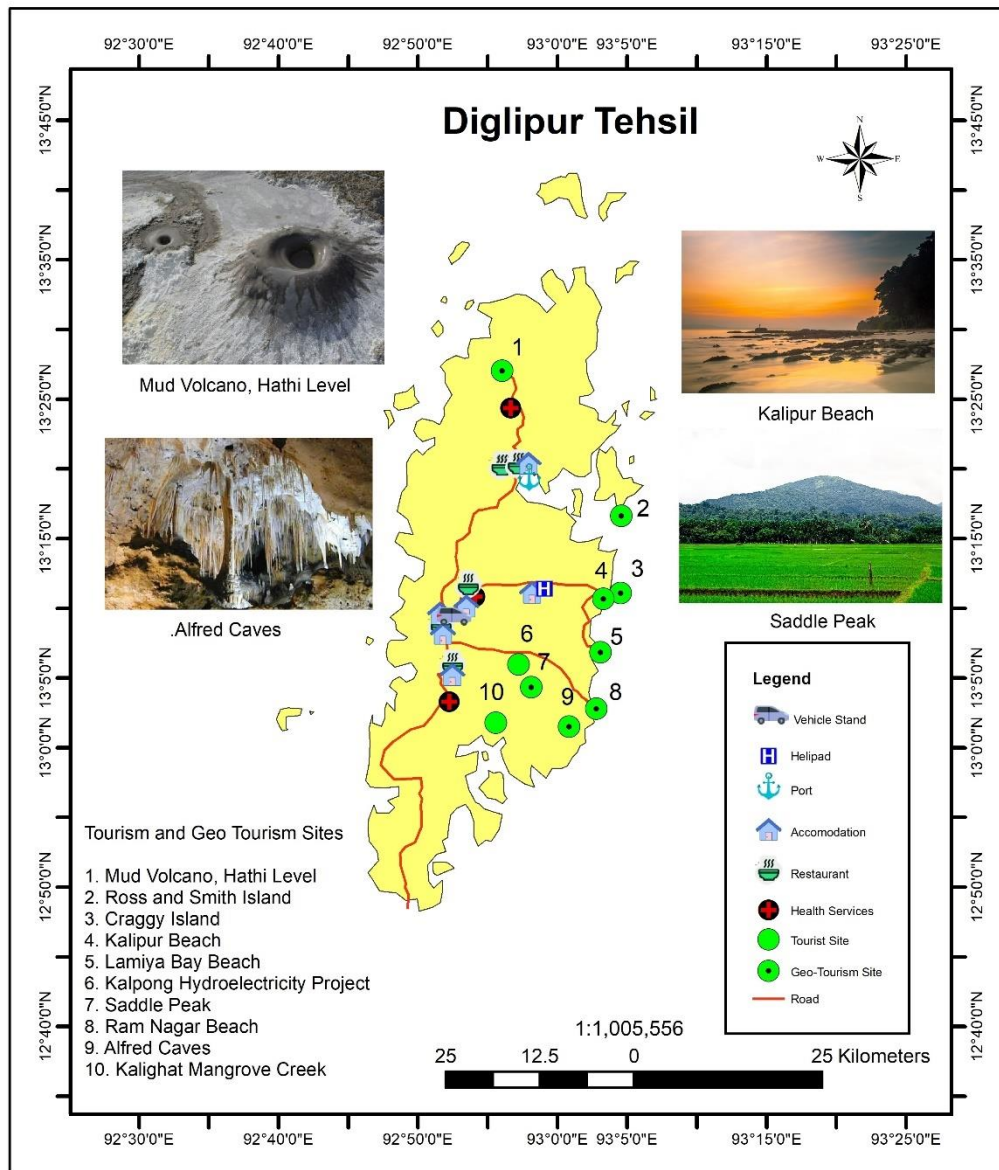 92°30'0"E 92°40'0"E 92°50'0"E 93°0'0"E 93°5'0"E 93°15'0"E 93°25'0"E
13°45'0"N
13°35'0"N
13°25'0"N
13°15'0"N
13°5'0"N
13°0'0"N
12°50'0"N
12°40'0"N
Diglipur Tehsil
N
W E
S
Mud Volcano, Hathi Level
Kalipur Beach
.Alfred Caves
Saddle Peak
1
2
3
4
5
6
7
8
9
10
H
Legend
Vehicle Stand
H Helipad
Port
Accomodation
Restaurant
Health Services
Tourist Site
Geo-Tourism Site
Road
Tourism and Geo Tourism Sites
1. Mud Volcano, Hathi Level
2. Ross and Smith Island
3. Craggy Island
4. Kalipur Beach
5. Lamiya Bay Beach
6. Kalpong Hydroelectricity Project
7. Saddle Peak
8. Ram Nagar Beach
9. Alfred Caves
10. Kalighat Mangrove Creek
1:1,005,556
25 12.5 0 25 Kilometers
13°45'0"N
13°35'0"N
13°25'0"N
13°15'0"N
13°5'0"N
13°0'0"N
12°50'0"N
12°40'0"N
92°30'0"E 92°40'0"E 92°50'0"E 93°0'0"E 93°5'0"E 93°15'0"E 93°25'0"E